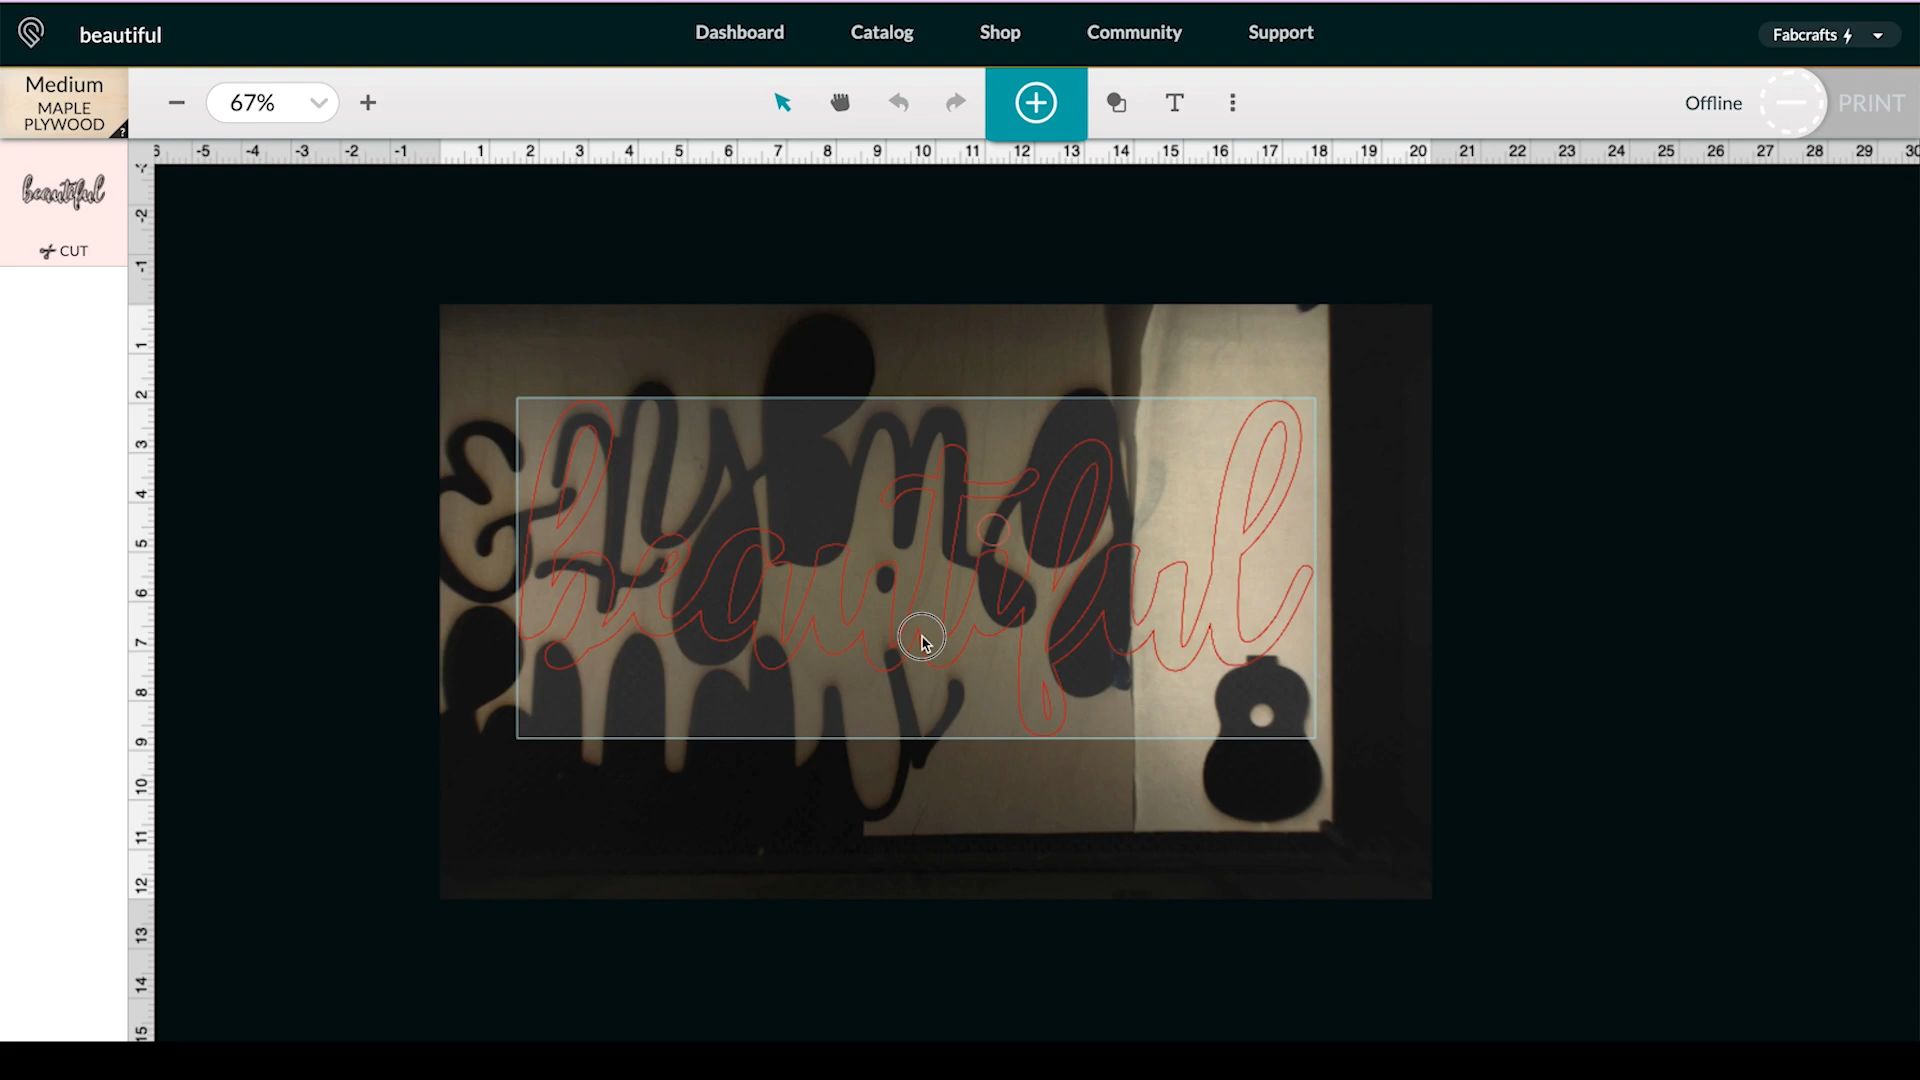 beautiful
Dashboard
Catalog
Shop
Community
Support
Fabcrafts
Medium
MAPLE
PLYWOOD
?
67%
T
Offline
PRINT
-5 -4 -3 -2 -1 1 2 3 4 5 6 7 8 9 10 11 12 13 14 15 16 17 18 19 20 21 22 23 24 25 26 27 28 29 30
beautiful
CUT
-2
-1
1
2
3
4
5
6
7
8
9
10
11
12
13
14
15
beautiful